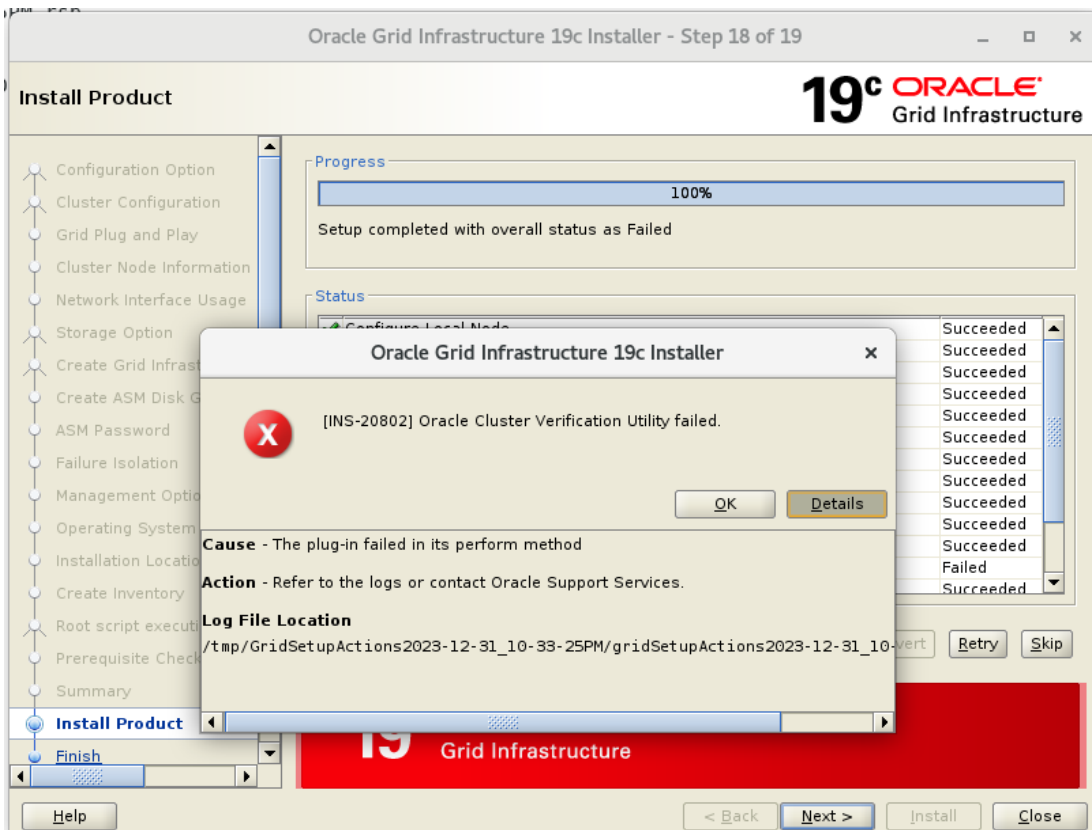 Oracle Grid Infrastructure 19c Installer - Step 18 of 19
Install Product
19c ORACLE
Grid Infrastructure
Configuration Option
Cluster Configuration
Grid Plug and Play
Cluster Node Information
Network Interface Usage
Storage Option
Create Grid Infrast
Create ASM Disk G
ASM Password
Failure Isolation
Management Optio
Operating System
Installation Locatio
Create Inventory
Root script executi
Prerequisite Check
Summary
Install Product
Finish
Progress
100%
Setup completed with overall status as Failed
Status
Configure Local Node
Succeeded
Succeeded
Succeeded
Succeeded
Succeeded
Succeeded
Succeeded
Succeeded
Succeeded
Succeeded
Succeeded
Failed
Succeeded
Oracle Grid Infrastructure 19c Installer
[INS-20802] Oracle Cluster Verification Utility failed.
OK Details
Cause - The plug-in failed in its perform method
Action - Refer to the logs or contact Oracle Support Services.
Log File Location
/tmp/GridSetupActions2023-12-31_10-33-25PM/gridSetupActions2023-12-31_10-
vert Retry Skip
19 Grid Infrastructure
Help < Back Next > Install Close